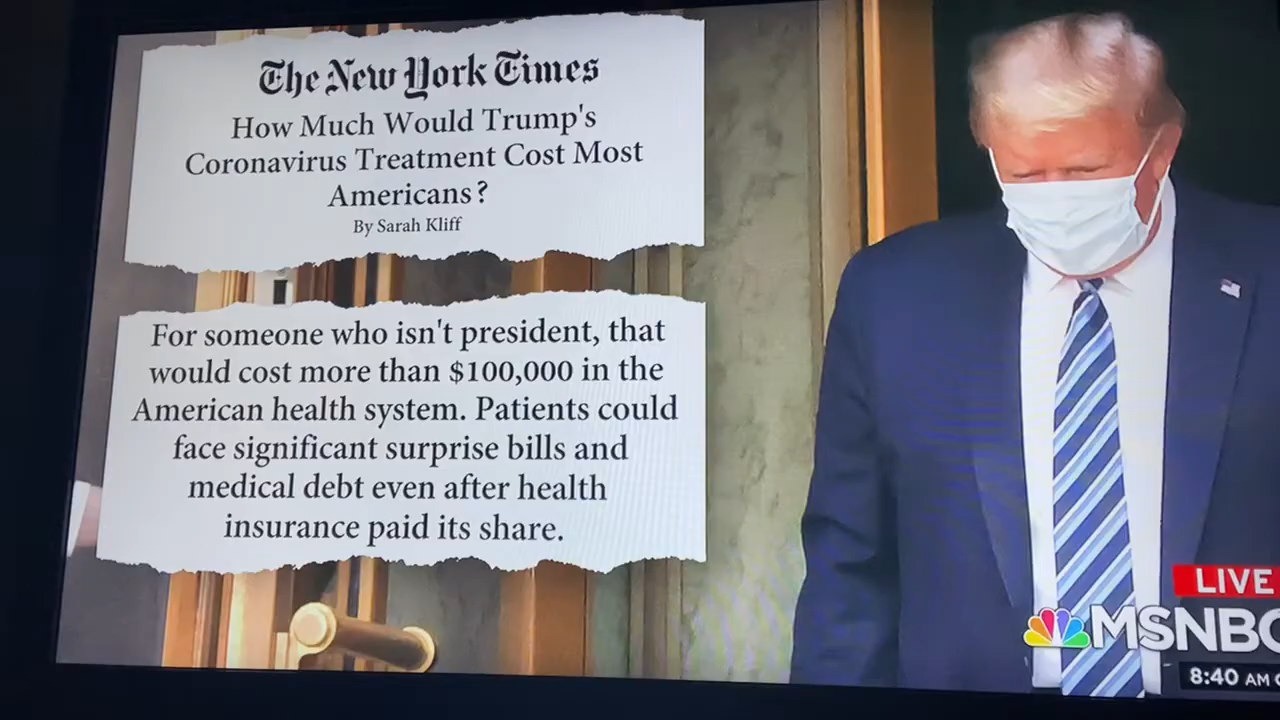 The New York Times
How Much Would Trump's
Coronavirus Treatment Cost Most
Americans?
By Sarah Kliff
For someone who isn't president, that
would cost more than $100,000 in the
American health system. Patients could
face significant surprise bills and
medical debt even after health
insurance paid its share.
LIVE
MSNBC
8:40 AM